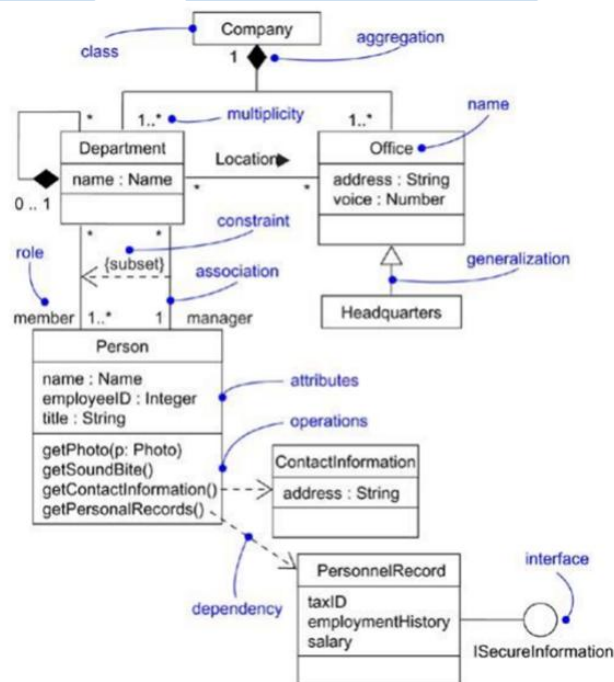 Company
class
1
aggregation
*
1..*
multiplicity
1..*
name
Department
Office
name : Name
Location
address : String
voice : Number
*
*
0 .. 1
*
*
constraint
role
{subset}
association
generalization
member
1..*
1
manager
Headquarters
Person
name : Name
employeeID : Integer
title : String
attributes
operations
getPhoto(p: Photo)
getSoundBite()
getContactInformation()
getPersonalRecords()
ContactInformation
address : String
dependency
PersonnelRecord
interface
taxID
employmentHistory
salary
ISecureInformation